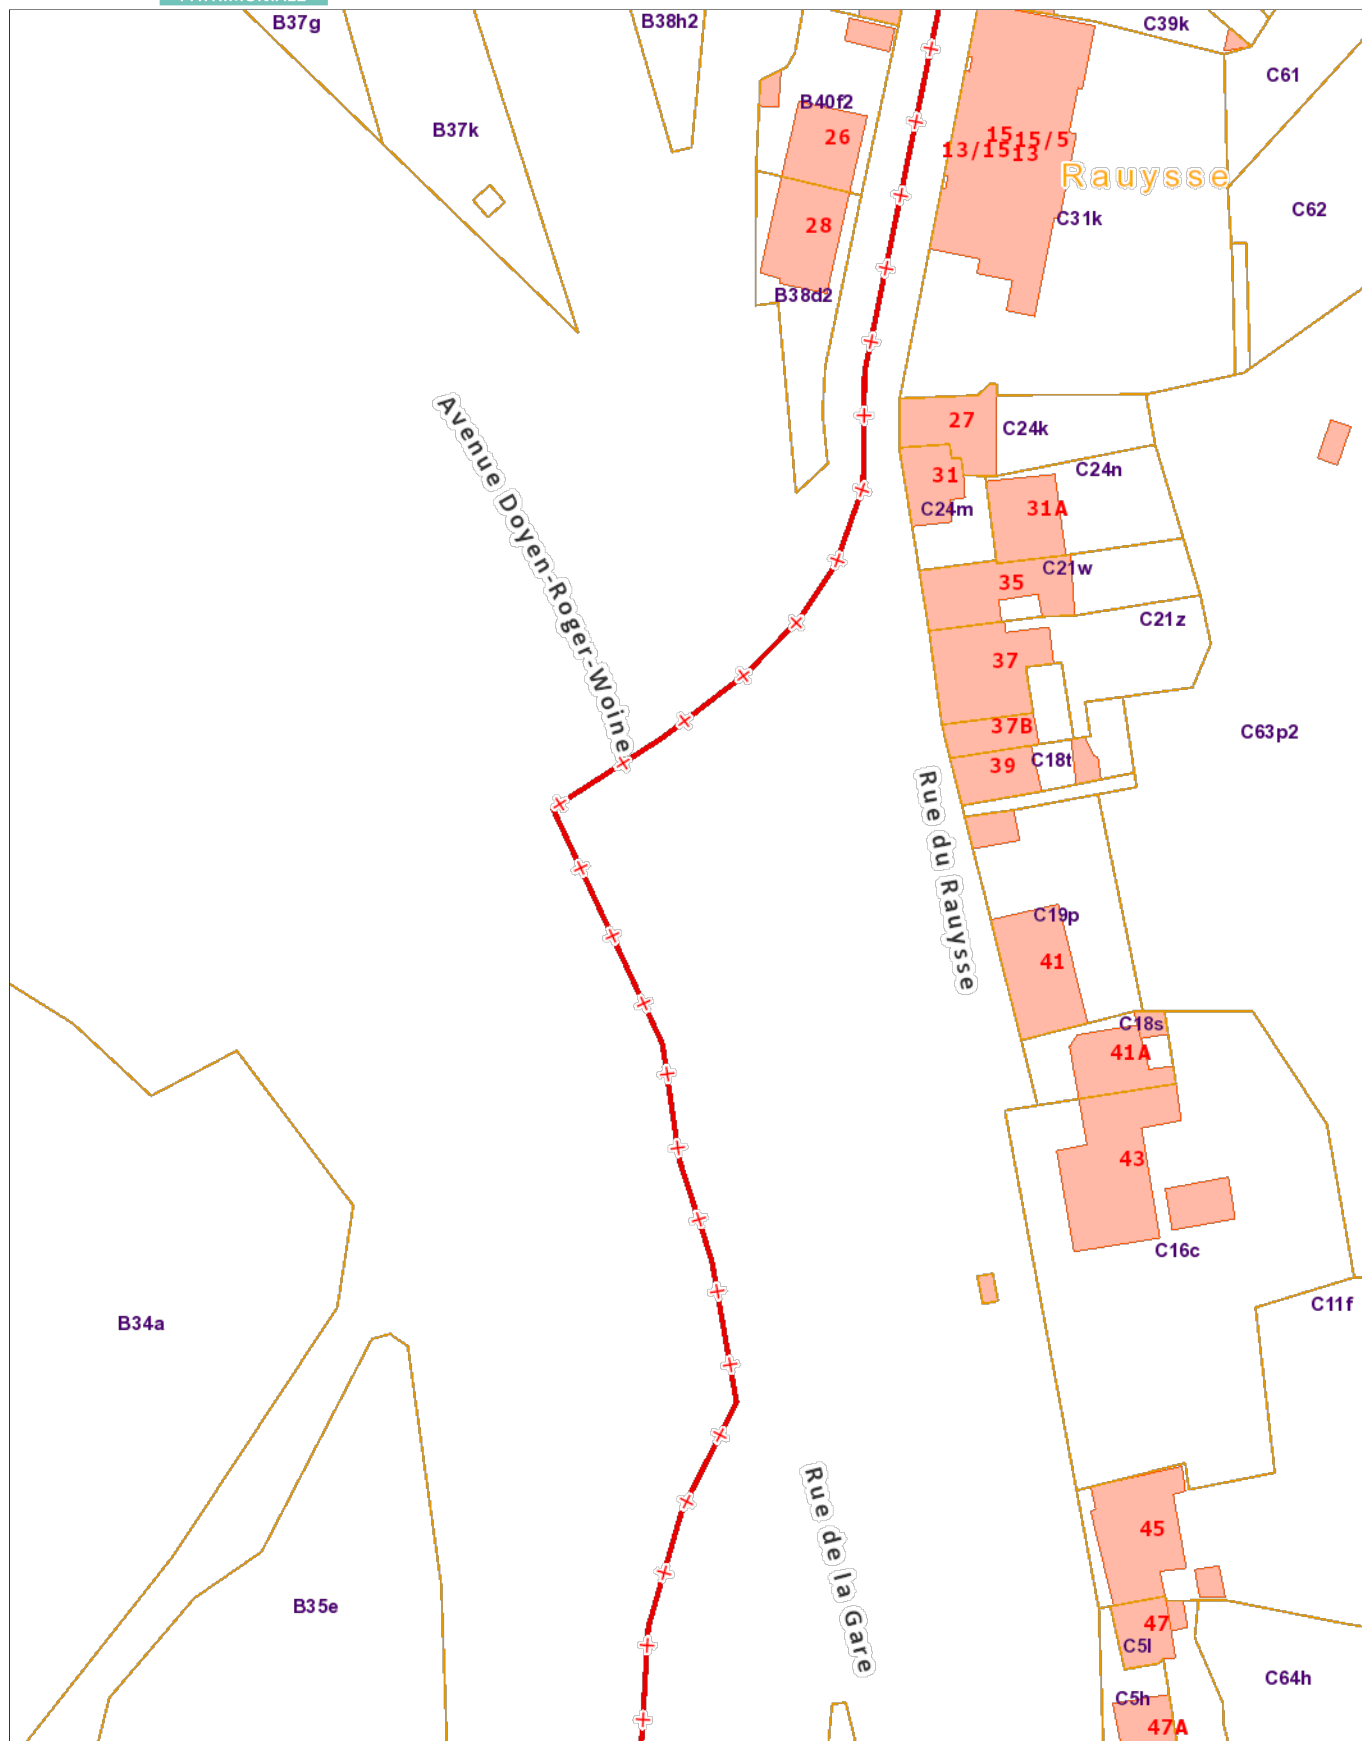 B37g
B38h2
C39k
C61
B40f2
B37k
26
15
15/5
13/15
13
Rauysse
C62
28
C31k
B38d2
27
C24k
Avenue Doyen-Roger-Woine
31
C24n
C24m
31A
C21w
35
C21z
37
37B
C63p2
39
C18t
Rue du Rauysse
C19p
41
C18s
41A
43
C16c
C11f
B34a
45
Rue de la Gare
B35e
47
C5l
C64h
C5h
47A